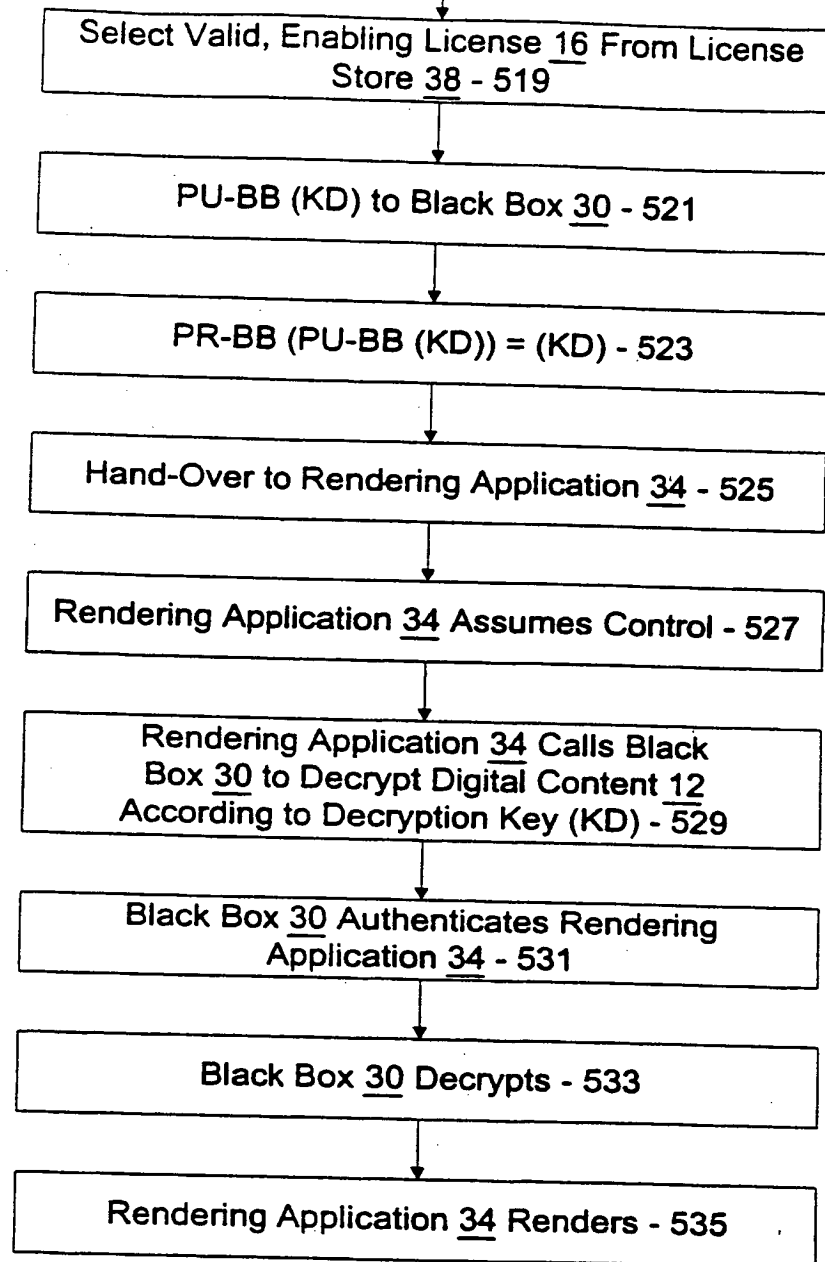 Select Valid, Enabling License 16 From License
Store 38 - 519
PU-BB (KD) to Black Box 30 - 521
PR-BB (PU-BB (KD)) = (KD) - 523
Hand-Over to Rendering Application 34 - 525
Rendering Application 34 Assumes Control - 527
Rendering Application 34 Calls Black
Box 30 to Decrypt Digital Content 12
According to Decryption Key (KD) - 529
Black Box 30 Authenticates Rendering
Application 34 - 531
Black Box 30 Decrypts - 533
Rendering Application 34 Renders - 535